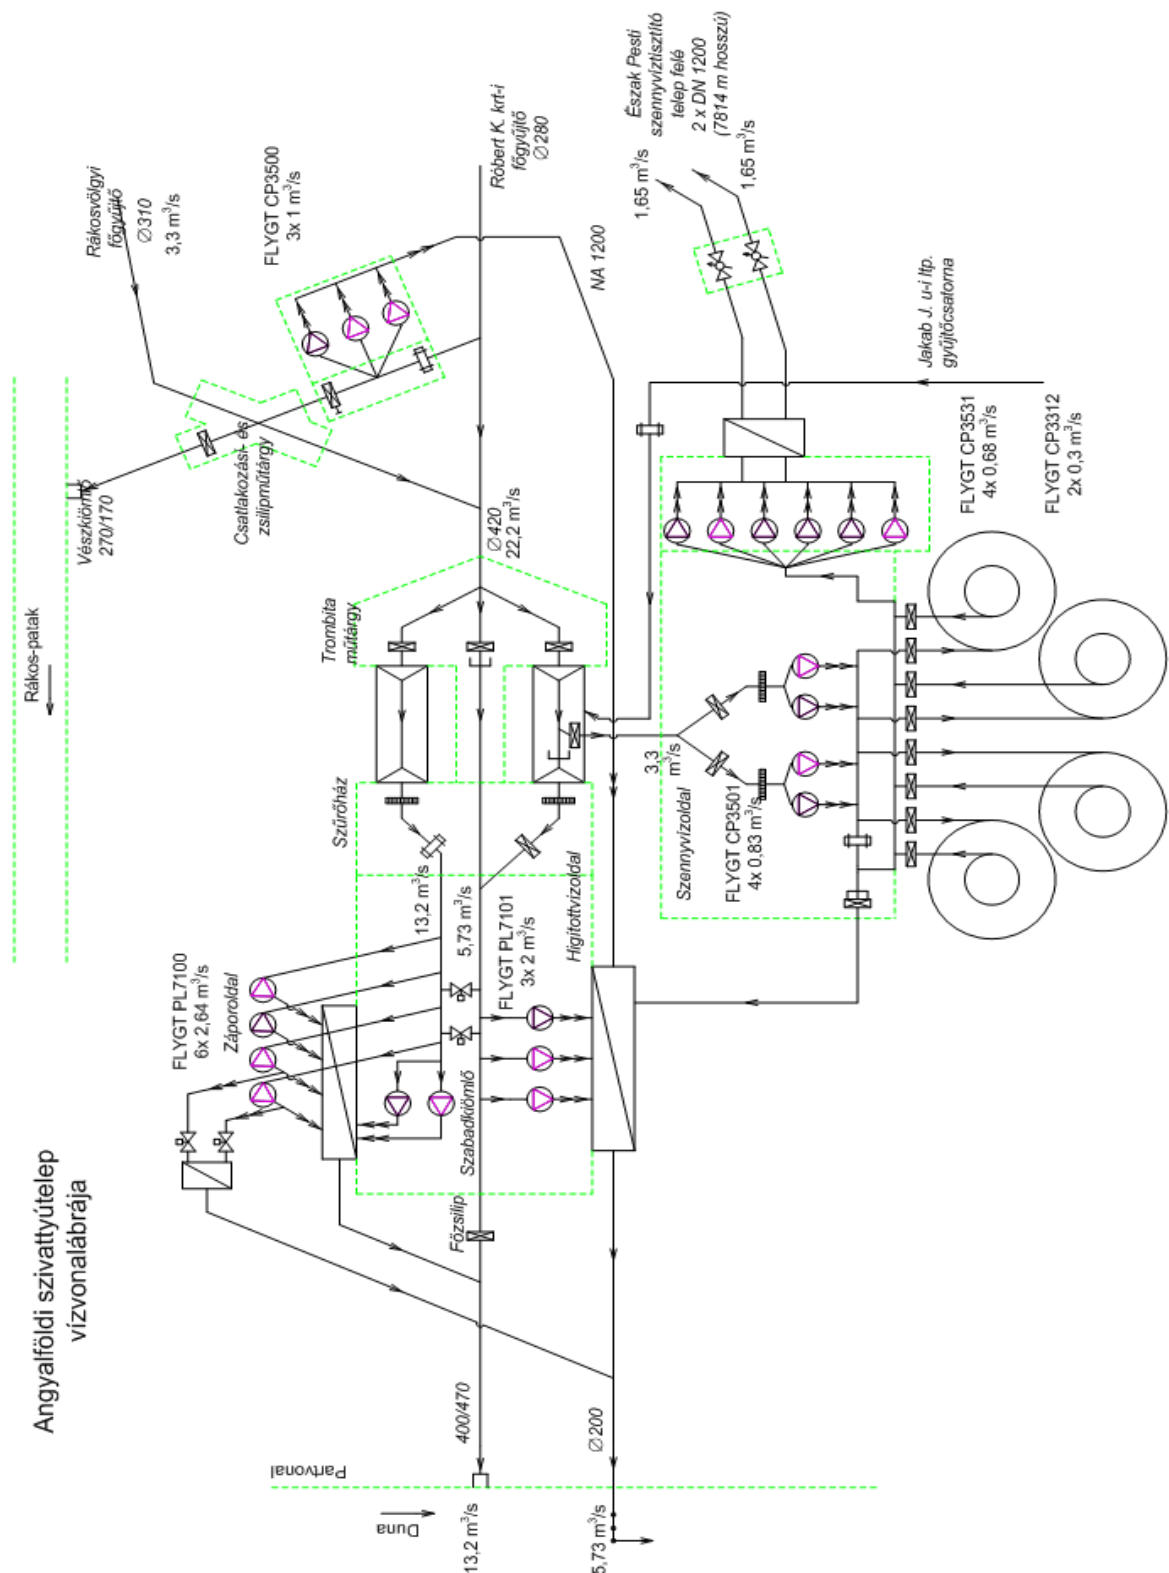 Angyalföldi szivattyútelep
vízvonalábrája
Rákos-patak
Vészkiömlő
270/170
Rákosvölgyi
főgyűjtő
∅310
3,3 m³/s
Csatlakozási- és
zsilipműtárgy
FLYGT CP3500
3x 1 m³/s
Róbert K. krt-i
főgyűjtő
∅280
NA 1200
Észak Pesti
szennyvíztisztító
telep felé
2 x DN 1200
(7814 m hosszú)
1,65 m³/s
1,65 m³/s
Jakab J. u-i ltp.
gyűjtőcsatorna
FLYGT CP3531
4x 0,68 m³/s
FLYGT CP3312
2x 0,3 m³/s
∅420
22,2 m³/s
Trombita
műtárgy
Szűrőház
3,3
m³/s
Szennyvízoldal
FLYGT CP3501
4x 0,83 m³/s
13,2 m³/s
5,73 m³/s
FLYGT PL7101
3x 2 m³/s
Hígítottvízoldal
FLYGT PL7100
6x 2,64 m³/s
Záporoldal
Szabadkiömlő
Főzsilip
400/470
∅200
Partvonal
Duna
13,2 m³/s
5,73 m³/s